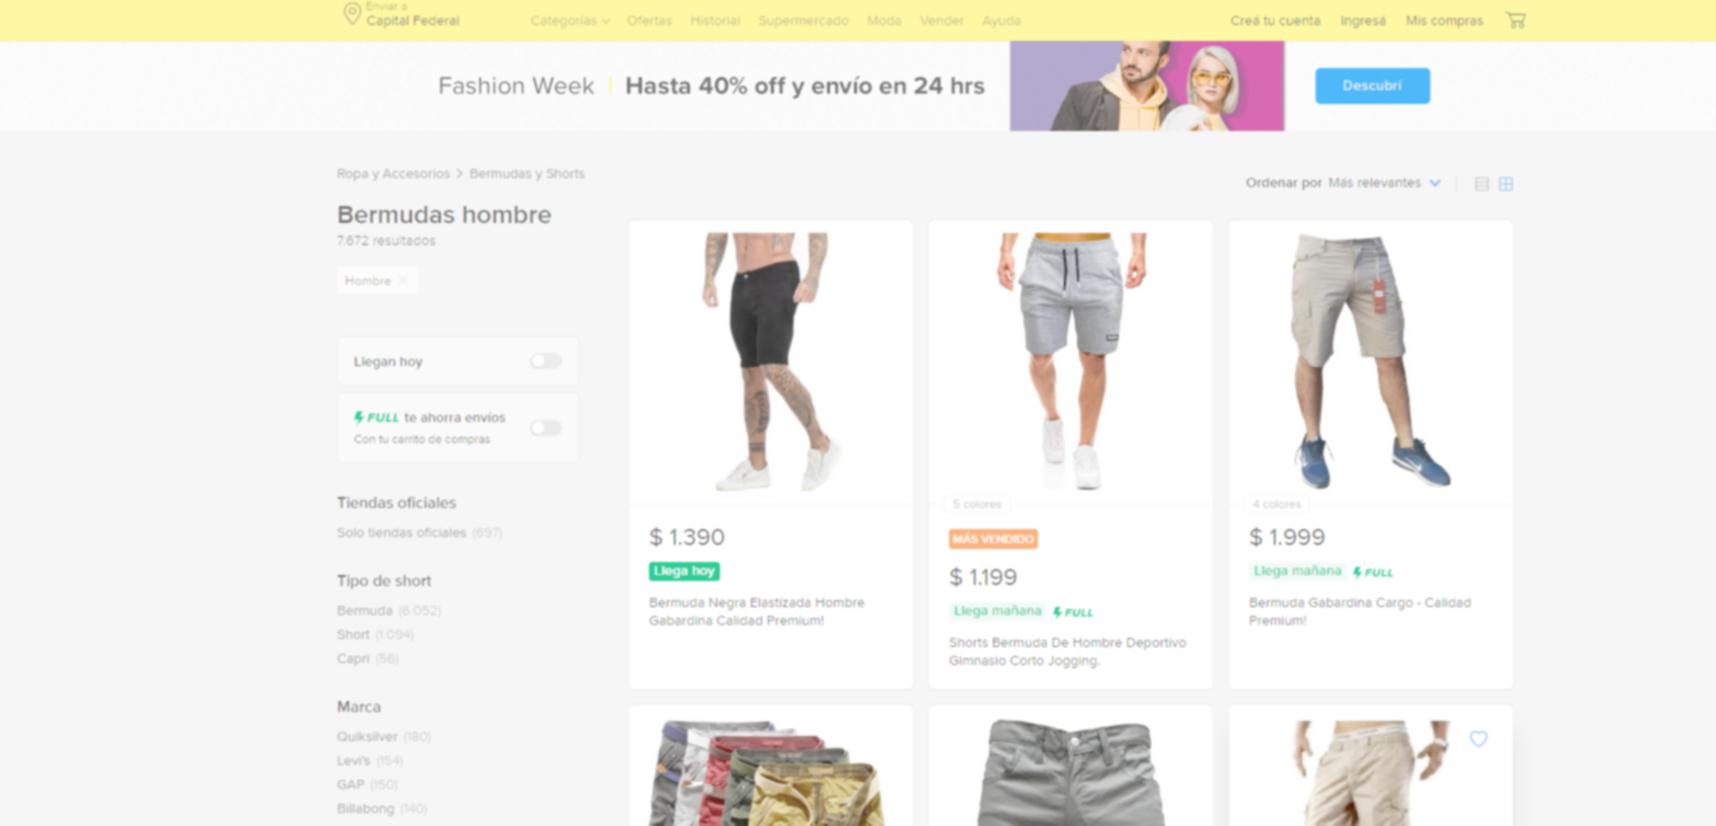 Enviar a
Capital Federal
Categorías
Ofertas
Historial
Supermercado
Moda
Vender
Ayuda
Creá tu cuenta
Ingresá
Mis compras
Fashion Week | Hasta 40% off y envío en 24 hrs
Descubrí
Ropa y Accesorios > Bermudas y Shorts
Ordenar por Más relevantes
Bermudas hombre
7.672 resultados
Hombre
Llegan hoy
FULL te ahorra envíos
Con tu carrito de compras
Tiendas oficiales
Solo tiendas oficiales (697)
Tipo de short
Bermuda (6.052)
Short (1.094)
Capri (56)
Marca
Quiksilver (180)
Levi's (154)
GAP (150)
Billabong (140)
$ 1.390
Llega hoy
Bermuda Negra Elastizada Hombre
Gabardina Calidad Premium!
5 colores
MÁS VENDIDO
$ 1.199
Llega mañana FULL
Shorts Bermuda De Hombre Deportivo
Gimnasio Corto Jogging.
4 colores
$ 1.999
Llega mañana FULL
Bermuda Gabardina Cargo - Calidad
Premium!